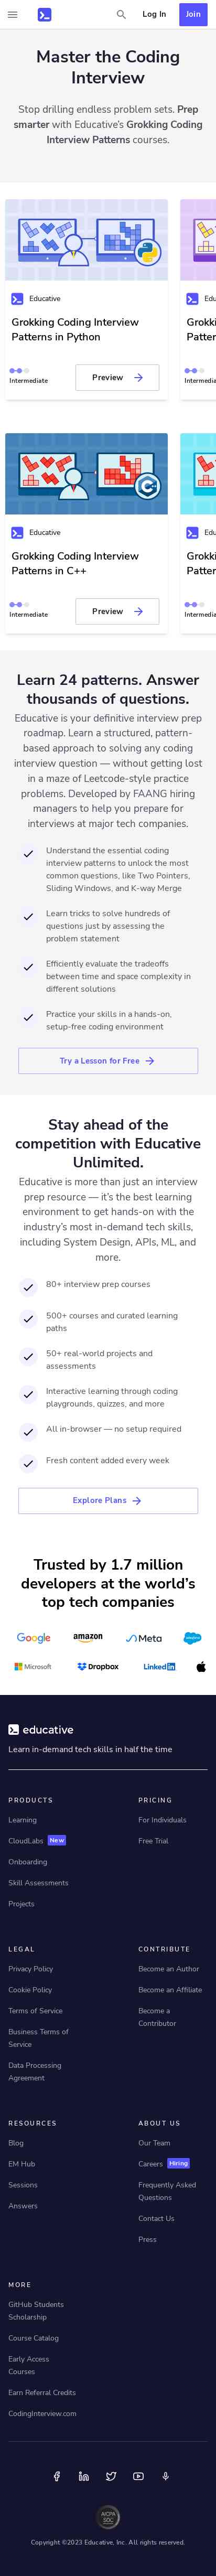 Log In
Join
Master the Coding
Interview
Stop drilling endless problem sets. Prep
smarter with Educative's Grokking Coding
Interview Patterns courses.
Educative
Grokking Coding Interview
Patterns in Python
Intermediate
Preview
Edu
Grokki
Patter
Intermedia
Educative
Grokking Coding Interview
Patterns in C++
Intermediate
Preview
Edu
Grokki
Patter
Intermedia
Learn 24 patterns. Answer
thousands of questions.
Educative is your definitive interview prep
roadmap. Learn a structured, pattern-
based approach to solving any coding
interview question — without getting lost
in a maze of Leetcode-style practice
problems. Developed by FAANG hiring
managers to help you prepare for
interviews at major tech companies.
Understand the essential coding
interview patterns to unlock the most
common questions, like Two Pointers,
Sliding Windows, and K-way Merge
Learn tricks to solve hundreds of
questions just by assessing the
problem statement
Efficiently evaluate the tradeoffs
between time and space complexity in
different solutions
Practice your skills in a hands-on,
setup-free coding environment
Try a Lesson for Free
Stay ahead of the
competition with Educative
Unlimited.
Educative is more than just an interview
prep resource — it's the best learning
environment to get hands-on with the
industry's most in-demand tech skills,
including System Design, APIs, ML, and
more.
80+ interview prep courses
500+ courses and curated learning
paths
50+ real-world projects and
assessments
Interactive learning through coding
playgrounds, quizzes, and more
All in-browser — no setup required
Fresh content added every week
Explore Plans
Trusted by 1.7 million
developers at the world's
top tech companies
Google
amazon
Meta
salesforce
Microsoft
Dropbox
LinkedIn
educative
Learn in-demand tech skills in half the time
PRODUCTS
Learning
CloudLabs New
Onboarding
Skill Assessments
Projects
PRICING
For Individuals
Free Trial
LEGAL
Privacy Policy
Cookie Policy
Terms of Service
Business Terms of
Service
Data Processing
Agreement
CONTRIBUTE
Become an Author
Become an Affiliate
Become a
Contributor
RESOURCES
Blog
EM Hub
Sessions
Answers
ABOUT US
Our Team
Careers Hiring
Frequently Asked
Questions
Contact Us
Press
MORE
GitHub Students
Scholarship
Course Catalog
Early Access
Courses
Earn Referral Credits
CodingInterview.com
AICPA
SOC
Copyright ©2023 Educative, Inc. All rights reserved.